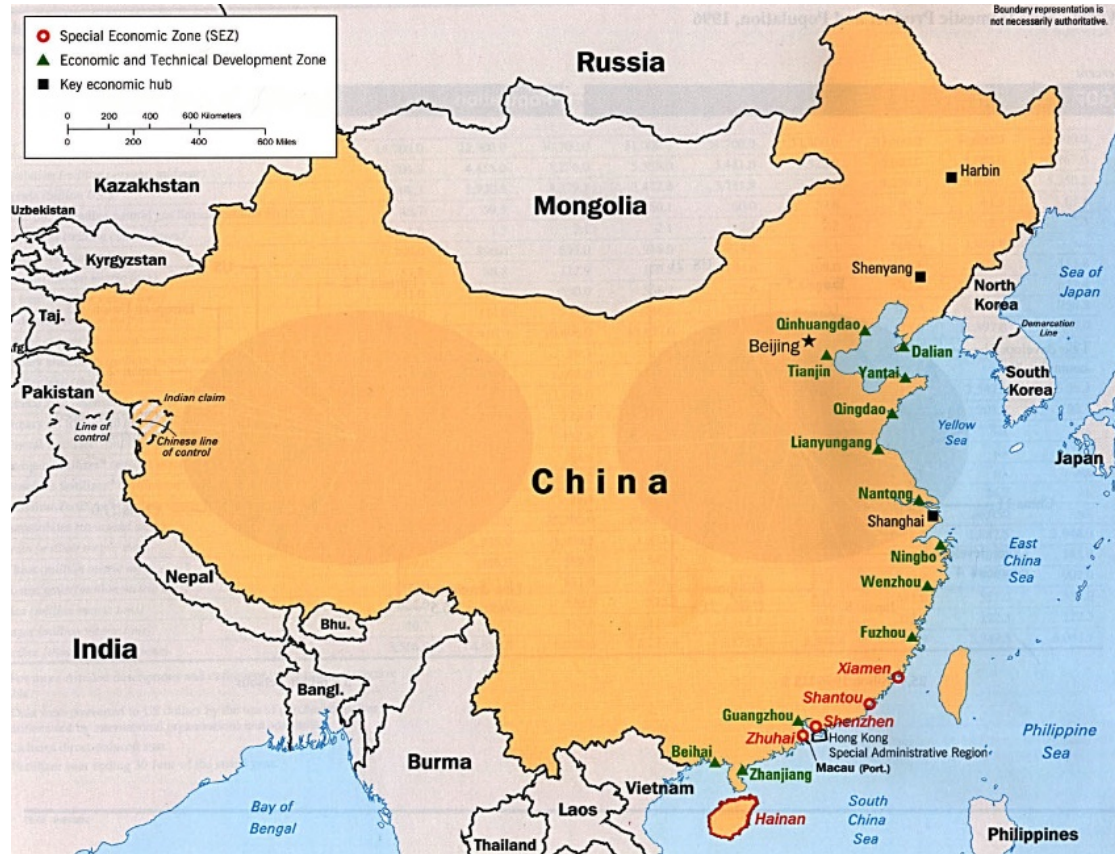 Boundary representation is
not necessarily authoritative.
Special Economic Zone (SEZ)
Economic and Technical Development Zone
Key economic hub
0 200 400 600 Kilometers
0 200 400 600 Miles
Russia
Kazakhstan
Mongolia
Harbin
Uzbekistan
Kyrgyzstan
Shenyang
Sea of
Japan
North
Korea
Taj.
Qinhuangdao
Demarcation
Line
Beijing
Dalian
Afg.
Tianjin
Yantai
South
Korea
Pakistan
Indian claim
Qingdao
Line of
control
Chinese line
of control
Yellow
Sea
Lianyungang
Japan
China
Nantong
Shanghai
East
China
Sea
Ningbo
Nepal
Wenzhou
Bhu.
India
Fuzhou
Xiamen
Bangl.
Shantou
Guangzhou
Shenzhen
Zhuhai
Hong Kong
Special Administrative Region
Macau (Port.)
Philippine
Sea
Beihai
Burma
Zhanjiang
Vietnam
Laos
Bay of
Bengal
Hainan
South
China
Sea
Thailand
Philippines